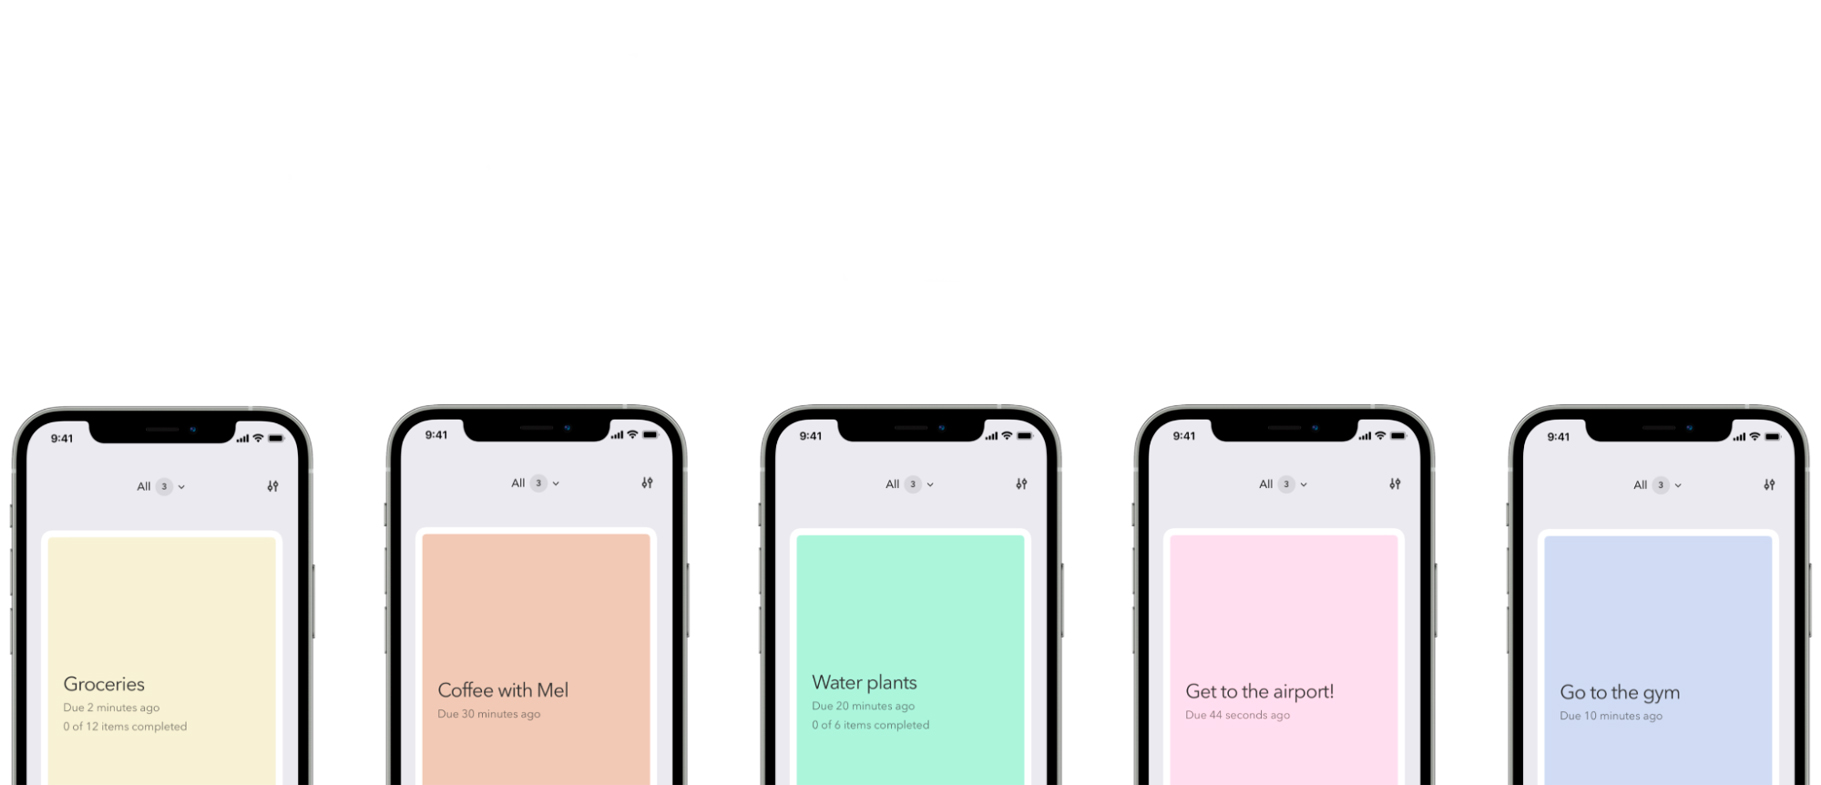 9:41
All 3
Groceries
Due 2 minutes ago
0 of 12 items completed
9:41
All 3
Coffee with Mel
Due 30 minutes ago
9:41
All 3
Water plants
Due 20 minutes ago
0 of 6 items completed
9:41
All 3
Get to the airport!
Due 44 seconds ago
9:41
All 3
Go to the gym
Due 10 minutes ago